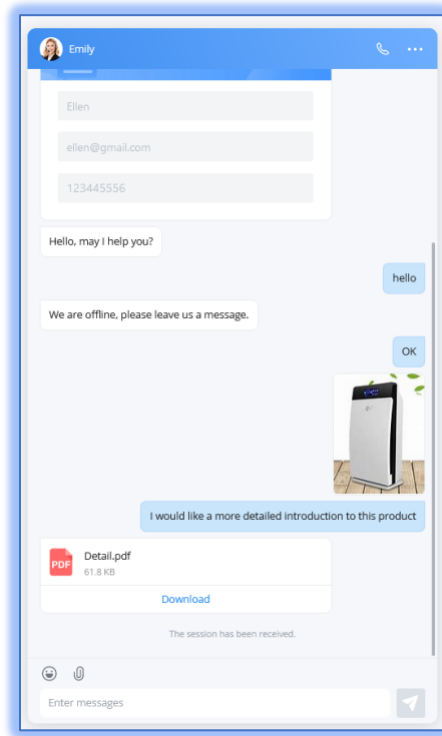 Emily
Ellen
ellen@gmail.com
123445556
Hello, may I help you?
hello
We are offline, please leave us a message.
OK
I would like a more detailed introduction to this product
PDF
Detail.pdf
61.8 KB
Download
The session has been received.
Enter messages